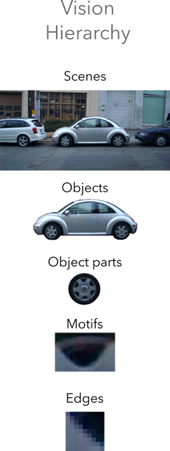 Vision
Hierarchy
Scenes
Objects
Object parts
Motifs
Edges